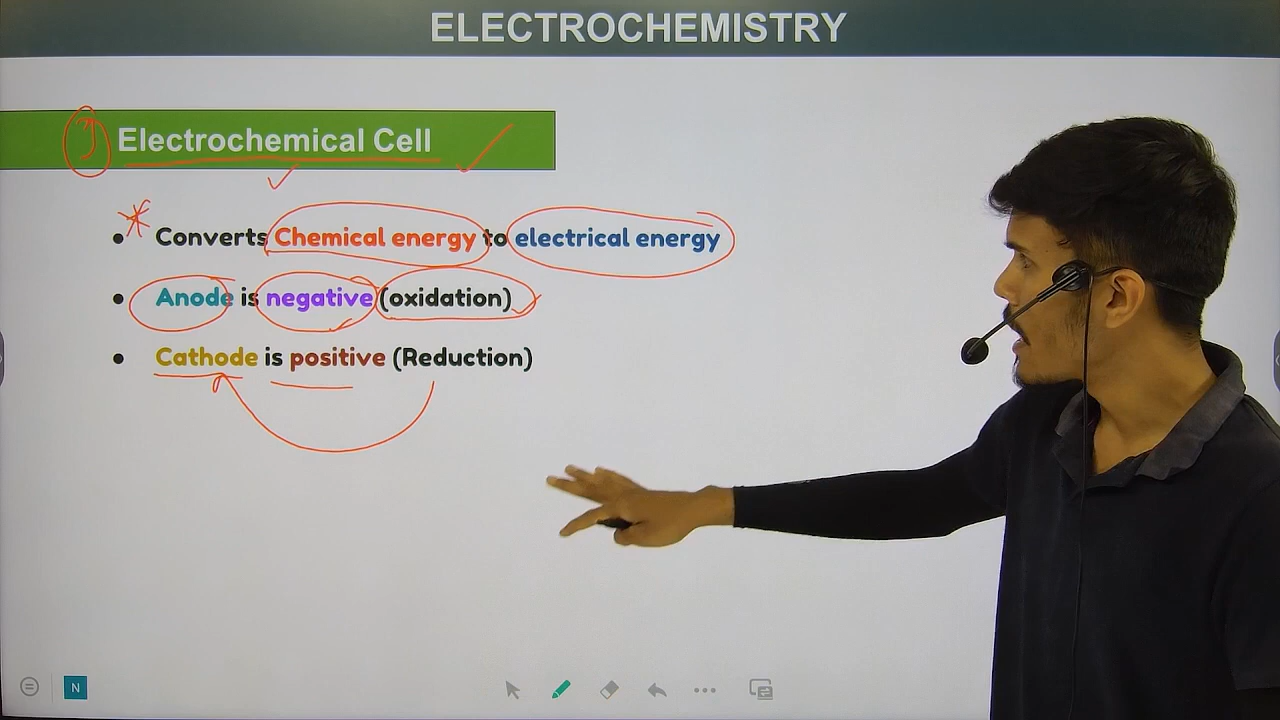 ELECTROCHEMISTRY
Electrochemical Cell
• Converts Chemical energy to electrical energy
• Anode is negative (oxidation)
• Cathode is positive (Reduction)
N